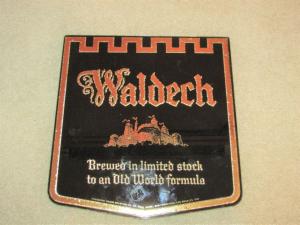 Waldech
Brewed in limited stock
to an Old World formula